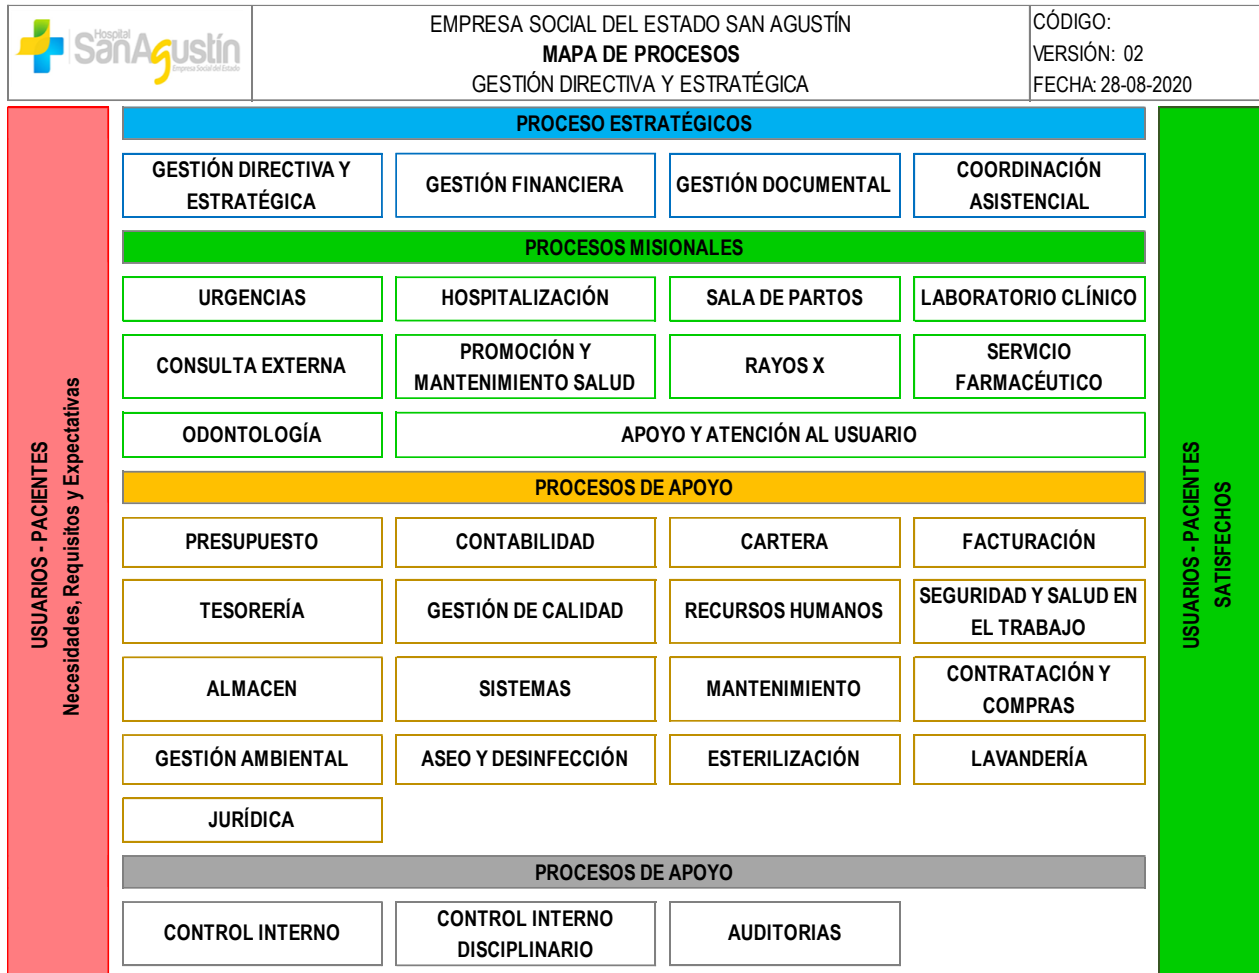 Hospital
SanAgustín
Empresa Social del Estado
EMPRESA SOCIAL DEL ESTADO SAN AGUSTÍN
MAPA DE PROCESOS
GESTIÓN DIRECTIVA Y ESTRATÉGICA
CÓDIGO:
VERSIÓN: 02
FECHA: 28-08-2020
USUARIOS - PACIENTES
Necesidades, Requisitos y Expectativas
PROCESO ESTRATÉGICOS
GESTIÓN DIRECTIVA Y
ESTRATÉGICA
GESTIÓN FINANCIERA
GESTIÓN DOCUMENTAL
COORDINACIÓN
ASISTENCIAL
PROCESOS MISIONALES
URGENCIAS
HOSPITALIZACIÓN
SALA DE PARTOS
LABORATORIO CLÍNICO
CONSULTA EXTERNA
PROMOCIÓN Y
MANTENIMIENTO SALUD
RAYOS X
SERVICIO
FARMACÉUTICO
ODONTOLOGÍA
APOYO Y ATENCIÓN AL USUARIO
PROCESOS DE APOYO
PRESUPUESTO
CONTABILIDAD
CARTERA
FACTURACIÓN
TESORERÍA
GESTIÓN DE CALIDAD
RECURSOS HUMANOS
SEGURIDAD Y SALUD EN
EL TRABAJO
ALMACEN
SISTEMAS
MANTENIMIENTO
CONTRATACIÓN Y
COMPRAS
GESTIÓN AMBIENTAL
ASEO Y DESINFECCIÓN
ESTERILIZACIÓN
LAVANDERÍA
JURÍDICA
PROCESOS DE APOYO
CONTROL INTERNO
CONTROL INTERNO
DISCIPLINARIO
AUDITORIAS
USUARIOS - PACIENTES
SATISFECHOS